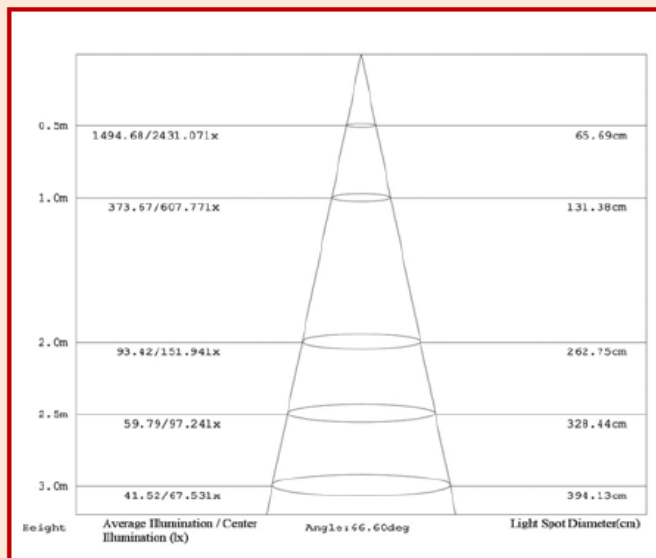 0.5m
1494.68/2431.07lx 65.69cm
1.0m
373.67/607.77lx 131.38cm
2.0m
93.42/151.94lx 262.75cm
2.5m
59.79/97.24lx 328.44cm
3.0m
41.52/67.53lx 394.13cm
Height Average Illumination / Center Angle:66.60deg Light Spot Diameter(cm)
Illumination (lx)